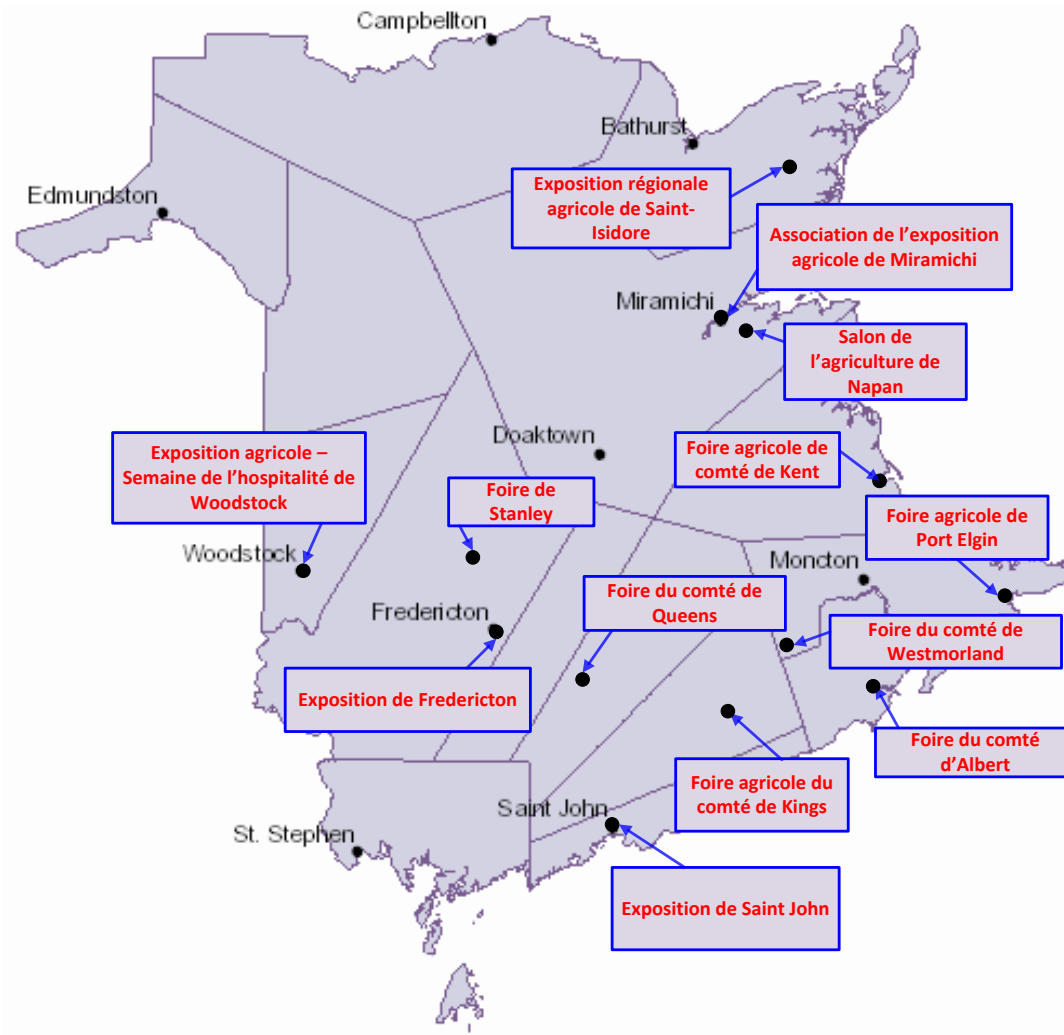 Campbellton
Bathurst
Exposition régionale
agricole de Saint-
Isidore
Edmundston
Association de l'exposition
agricole de Miramichi
Miramichi
Salon de
l'agriculture de
Napan
Doaktown
Exposition agricole –
Semaine de l'hospitalité de
Woodstock
Foire de
Stanley
Foire agricole de
comté de Kent
Foire agricole de
Port Elgin
Woodstock
Moncton
Foire du comté de
Queens
Fredericton
Foire du comté de
Westmorland
Exposition de Fredericton
Foire du comté
d'Albert
Foire agricole du
comté de Kings
Saint John
St. Stephen
Exposition de Saint John